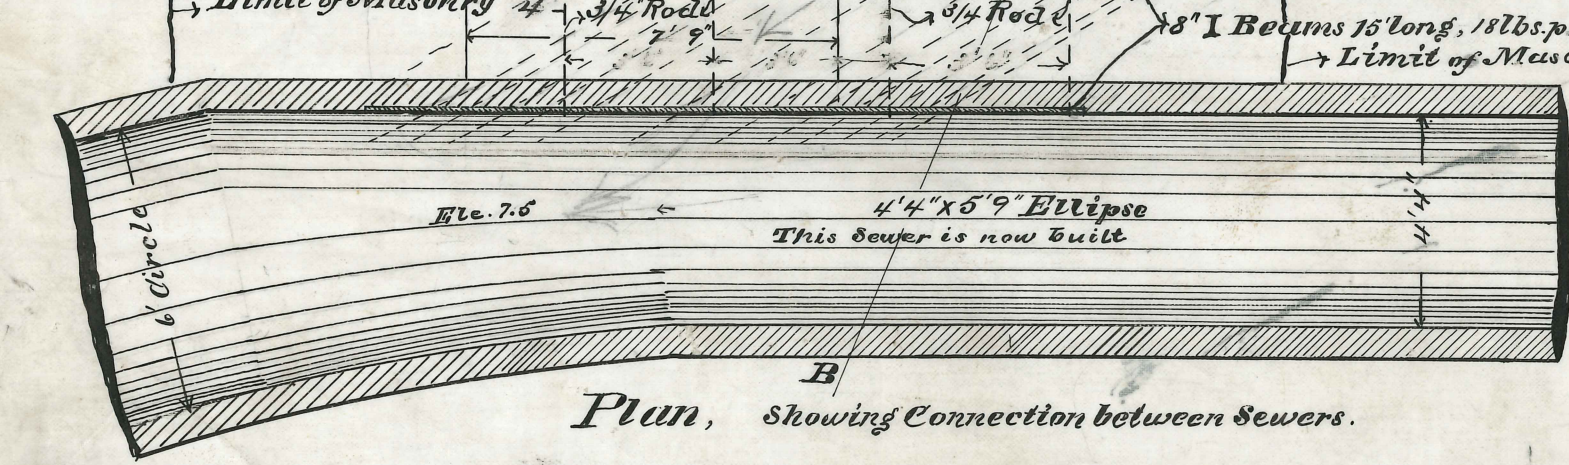 Limit of Masonry
4
3/4" Rods
3/4 Rods
7' 9"
8" I Beams 15' long, 18 lbs. p
Limit of Maso
6' Circle
Ele. 7.5
4' 4" x 5' 9" Ellipse
This Sewer is now built
4' 4"
B
Plan, Showing Connection between Sewers.